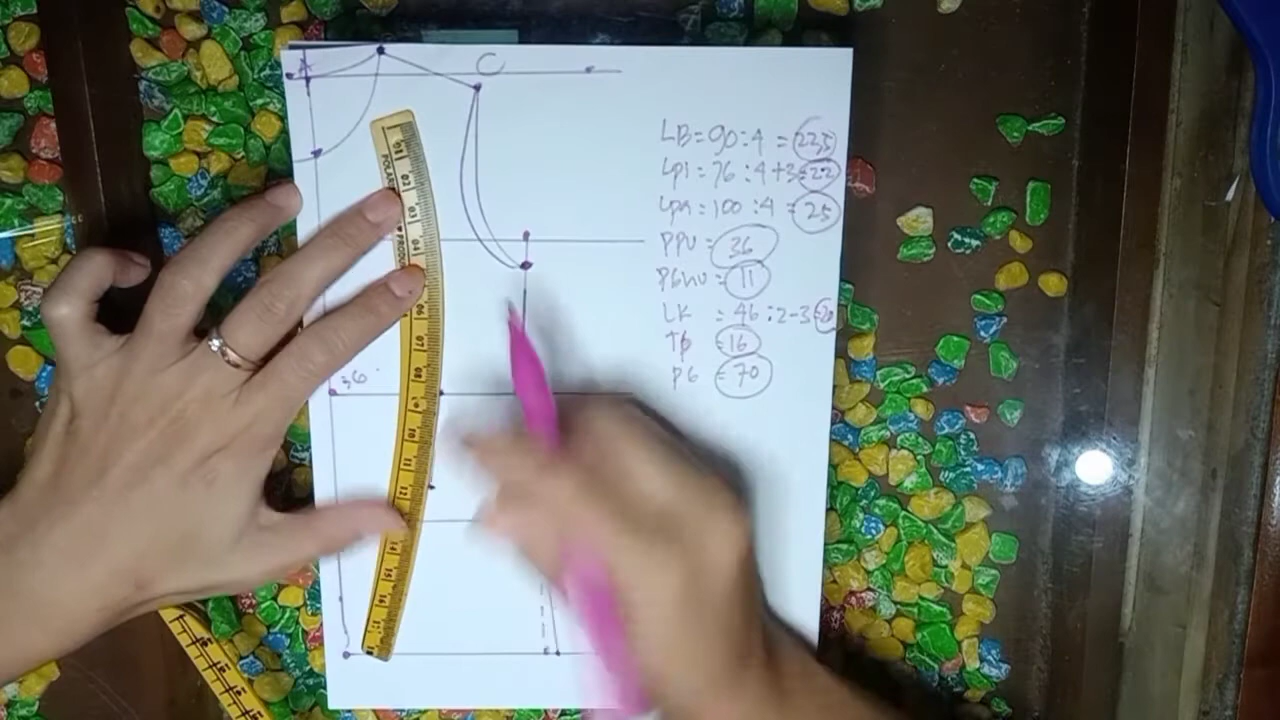 A
C
LB = 90 : 4 = 22,5
Lpi = 76 : 4 + 3 = 22
Lpa = 100 : 4 = 25
PPU = 36
PBHU = 11
LK = 46 : 2 - 3 = 20
Tp = 16
PG = 70
36